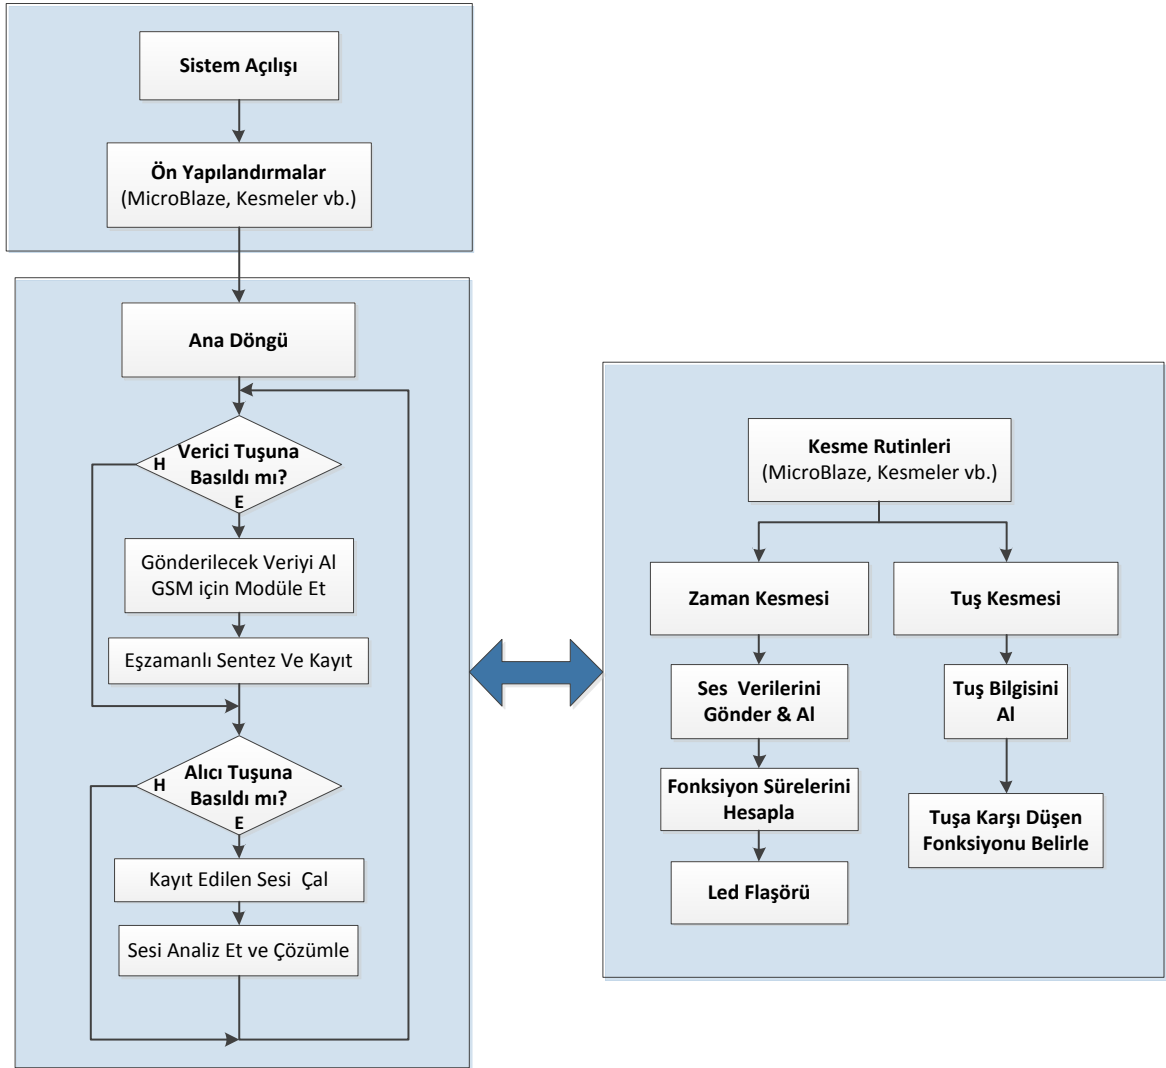 Sistem Açılışı
Ön Yapılandırmalar
(MicroBlaze, Kesmeler vb.)
Ana Döngü
Verici Tuşuna
Basıldı mı?
H
E
Gönderilecek Veriyi Al
GSM için Modüle Et
Eşzamanlı Sentez Ve Kayıt
Alıcı Tuşuna
Basıldı mı?
H
E
Kayıt Edilen Sesi Çal
Sesi Analiz Et ve Çözümle
Kesme Rutinleri
(MicroBlaze, Kesmeler vb.)
Zaman Kesmesi
Ses Verilerini
Gönder & Al
Fonksiyon Sürelerini
Hesapla
Led Flaşörü
Tuş Kesmesi
Tuş Bilgisini
Al
Tuşa Karşı Düşen
Fonksiyonu Belirle